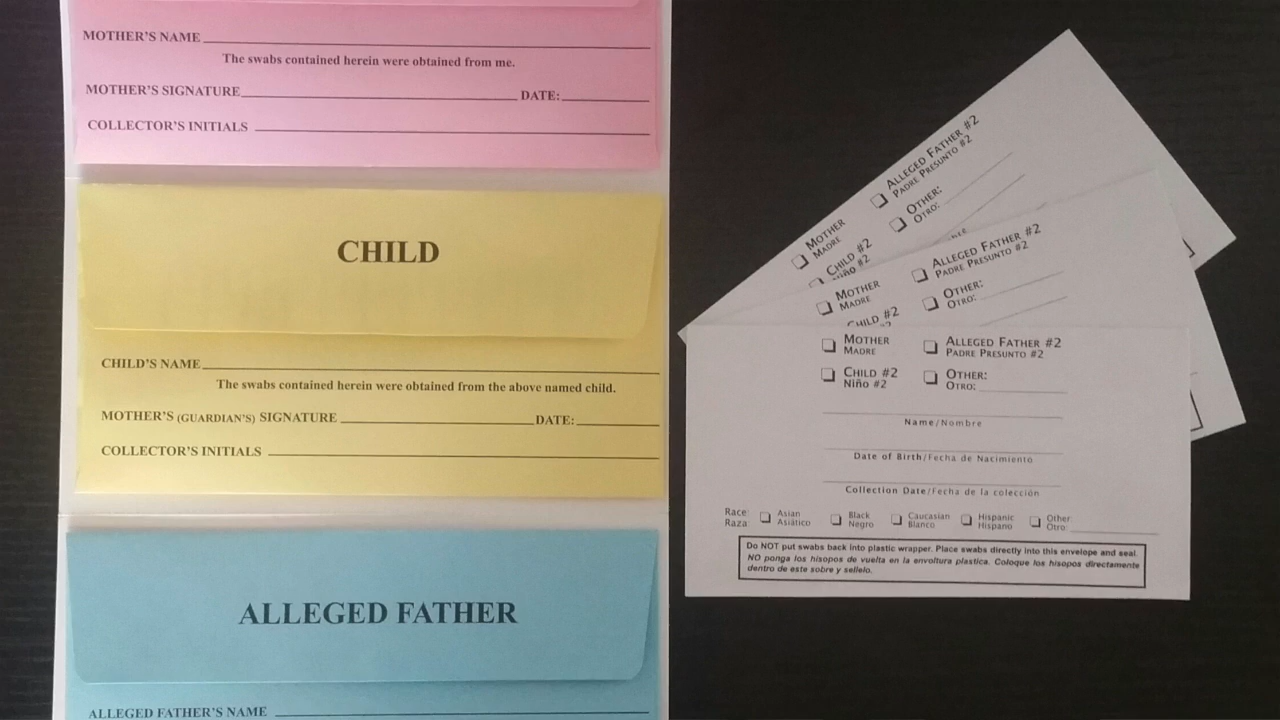 MOTHER'S NAME
The swabs contained herein were obtained from me.
MOTHER'S SIGNATURE DATE:
COLLECTOR'S INITIALS
CHILD
CHILD'S NAME
The swabs contained herein were obtained from the above named child.
MOTHER'S (GUARDIAN'S) SIGNATURE DATE:
COLLECTOR'S INITIALS
ALLEGED FATHER
ALLEGED FATHER'S NAME
ALLEGED FATHER #2
PADRE PRESUNTO #2
OTHER:
OTRO:
MOTHER
MADRE
CHILD #2
NIÑO #2
ALLEGED FATHER #2
PADRE PRESUNTO #2
OTHER:
OTRO:
MOTHER
MADRE
CHILD #2
MOTHER ALLEGED FATHER #2
MADRE PADRE PRESUNTO #2
CHILD #2 OTHER:
NIÑO #2 OTRO:
Name/Nombre
Date of Birth/Fecha de Nacimiento
Collection Date/Fecha de la colección
Race: Asian Black Caucasian Hispanic Other
Raza: Asiático Negro Blanco Hispano Otro:
Do NOT put swabs back into plastic wrapper. Place swabs directly into this envelope and seal.
NO ponga los hisopos de vuelta en la envoltura plastica. Coloque los hisopos directamente
dentro de este sobre y sellelo.